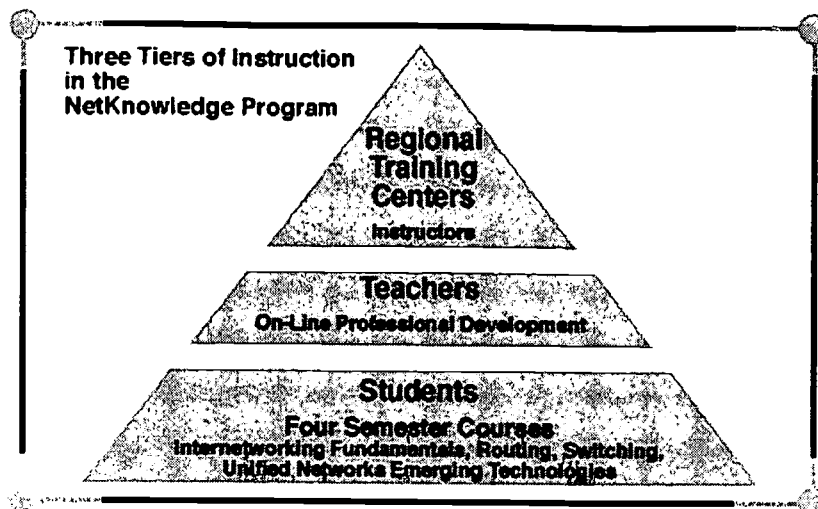 Three Tiers of Instruction
in the
NetKnowledge Program
Regional
Training
Centers
Instructors
Teachers
On-Line Professional Development
Students
Four Semester Courses
Internetworking Fundamentals, Routing, Switching,
Unified Networks Emerging Technologies